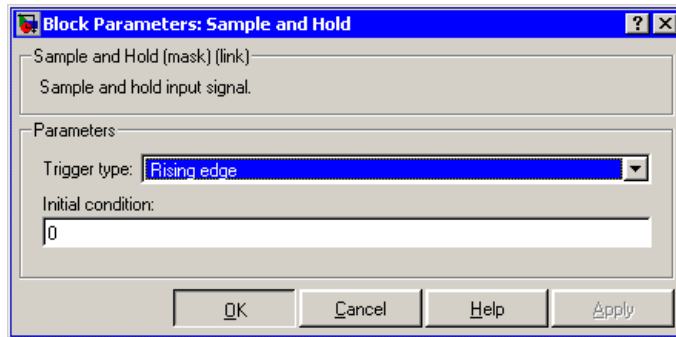 Block Parameters: Sample and Hold
Sample and Hold (mask) (link)
Sample and hold input signal.
Parameters
Trigger type: Rising edge
Initial condition:
0
OK Cancel Help Apply